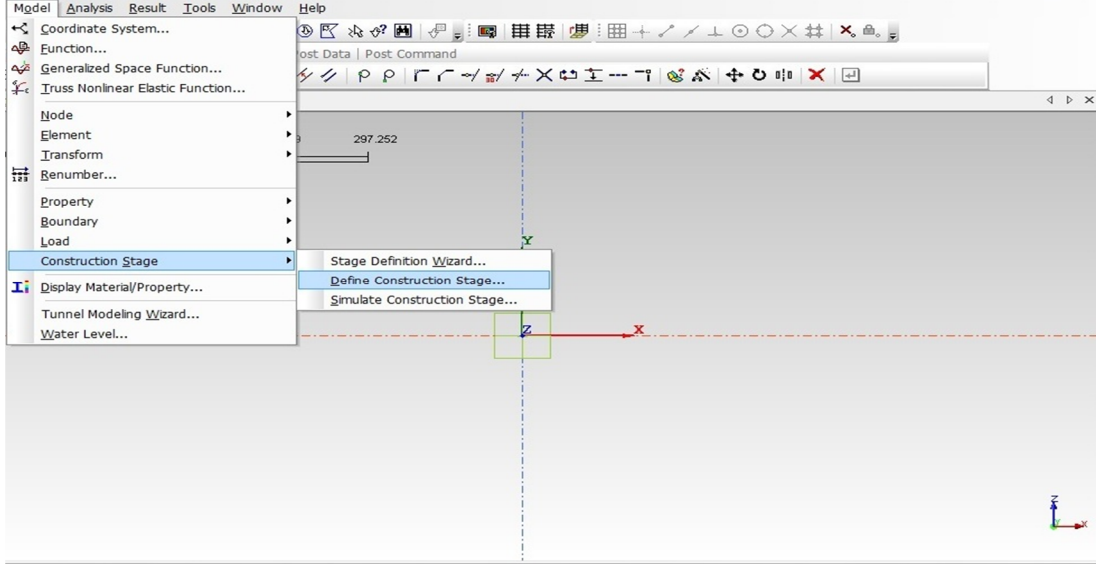 Model Analysis Result Tools Window Help
Coordinate System...
Function...
Generalized Space Function...
Truss Nonlinear Elastic Function...
Post Data | Post Command
Node
Element
Transform
Renumber...
Property
Boundary
Load
Construction Stage
Display Material/Property...
Tunnel Modeling Wizard...
Water Level...
Stage Definition Wizard...
Define Construction Stage...
Simulate Construction Stage...
297.252
Y
Z X
Z
Y X